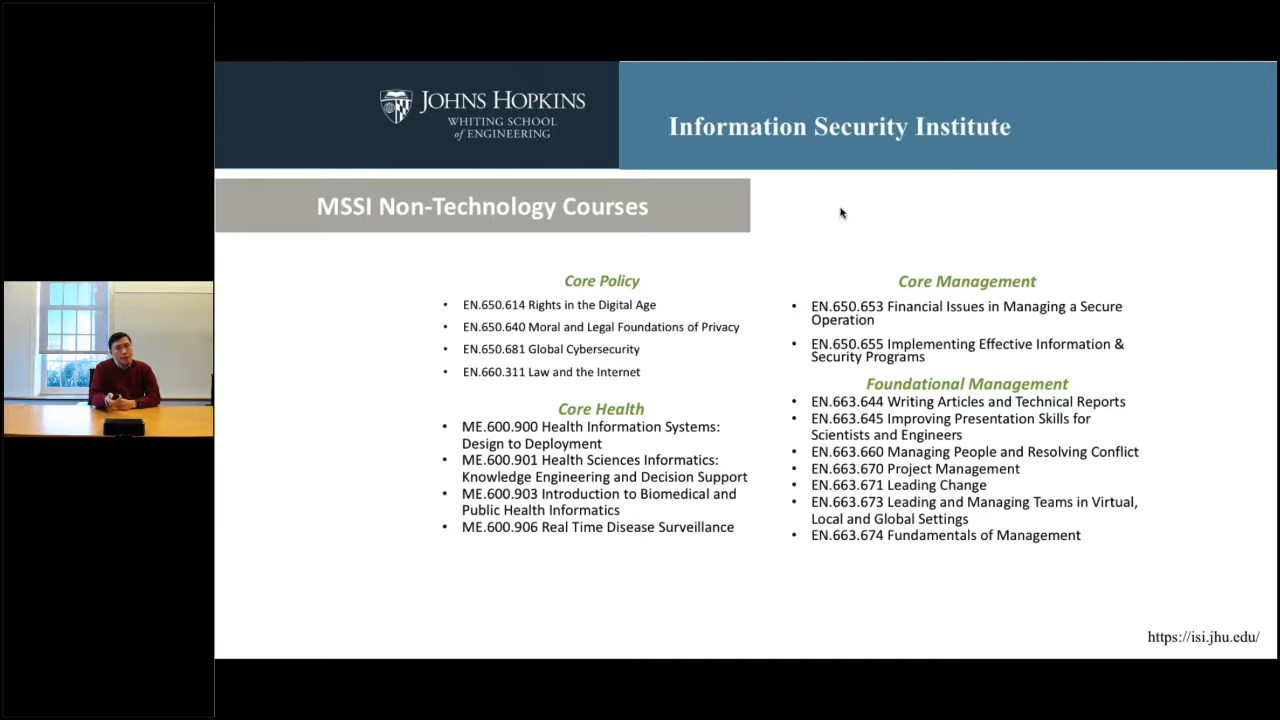 JOHNS HOPKINS
WHITING SCHOOL
of ENGINEERING
Information Security Institute
MSSI Non-Technology Courses
Core Policy
• EN.650.614 Rights in the Digital Age
• EN.650.640 Moral and Legal Foundations of Privacy
• EN.650.681 Global Cybersecurity
• EN.660.311 Law and the Internet
Core Health
• ME.600.900 Health Information Systems:
Design to Deployment
• ME.600.901 Health Sciences Informatics:
Knowledge Engineering and Decision Support
• ME.600.903 Introduction to Biomedical and
Public Health Informatics
• ME.600.906 Real Time Disease Surveillance
Core Management
• EN.650.653 Financial Issues in Managing a Secure
Operation
• EN.650.655 Implementing Effective Information &
Security Programs
Foundational Management
• EN.663.644 Writing Articles and Technical Reports
• EN.663.645 Improving Presentation Skills for
Scientists and Engineers
• EN.663.660 Managing People and Resolving Conflict
• EN.663.670 Project Management
• EN.663.671 Leading Change
• EN.663.673 Leading and Managing Teams in Virtual,
Local and Global Settings
• EN.663.674 Fundamentals of Management
https://isi.jhu.edu/